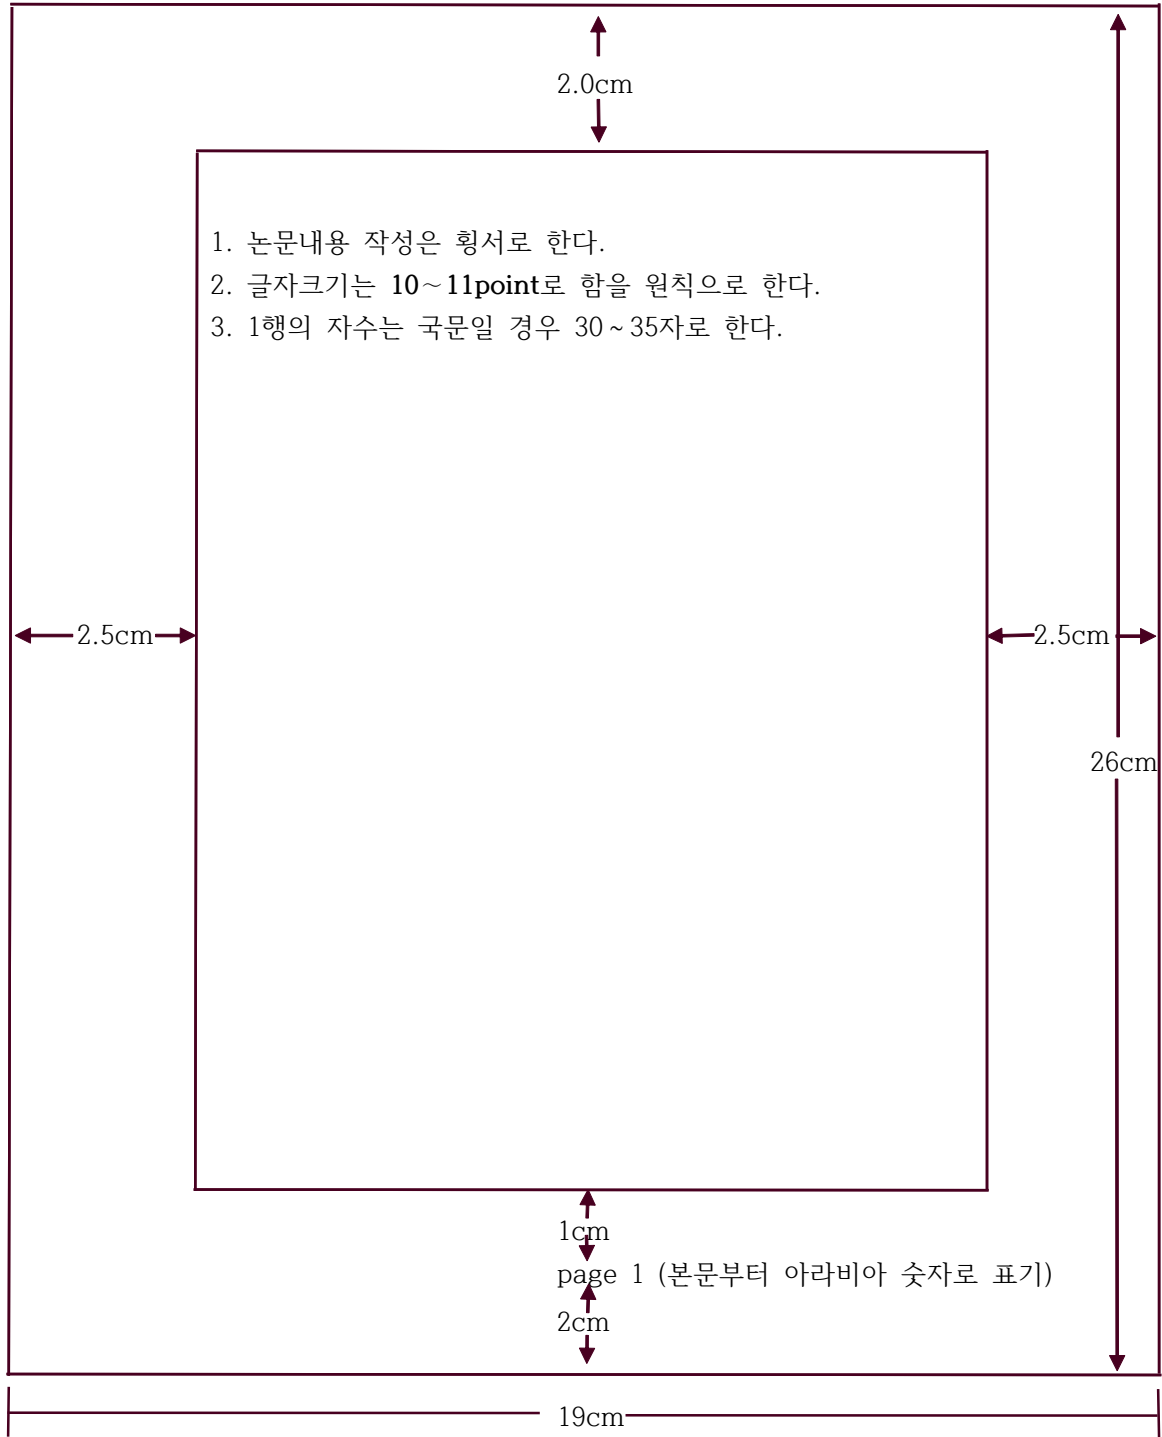 2.0cm
1. 논문내용 작성은 횡서로 한다.
2. 글자크기는 10~11point로 함을 원칙으로 한다.
3. 1행의 자수는 국문일 경우 30~35자로 한다.
2.5cm
2.5cm
26cm
1cm
page 1 (본문부터 아라비아 숫자로 표기)
2cm
19cm